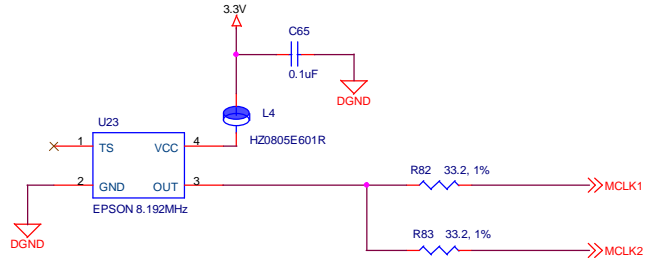 3.3V
C65
0.1uF
DGND
L4
HZ0805E601R
U23
1 TS VCC 4
2 GND OUT 3
EPSON 8.192MHz
DGND
R82 33.2, 1%
MCLK1
R83 33.2, 1%
MCLK2